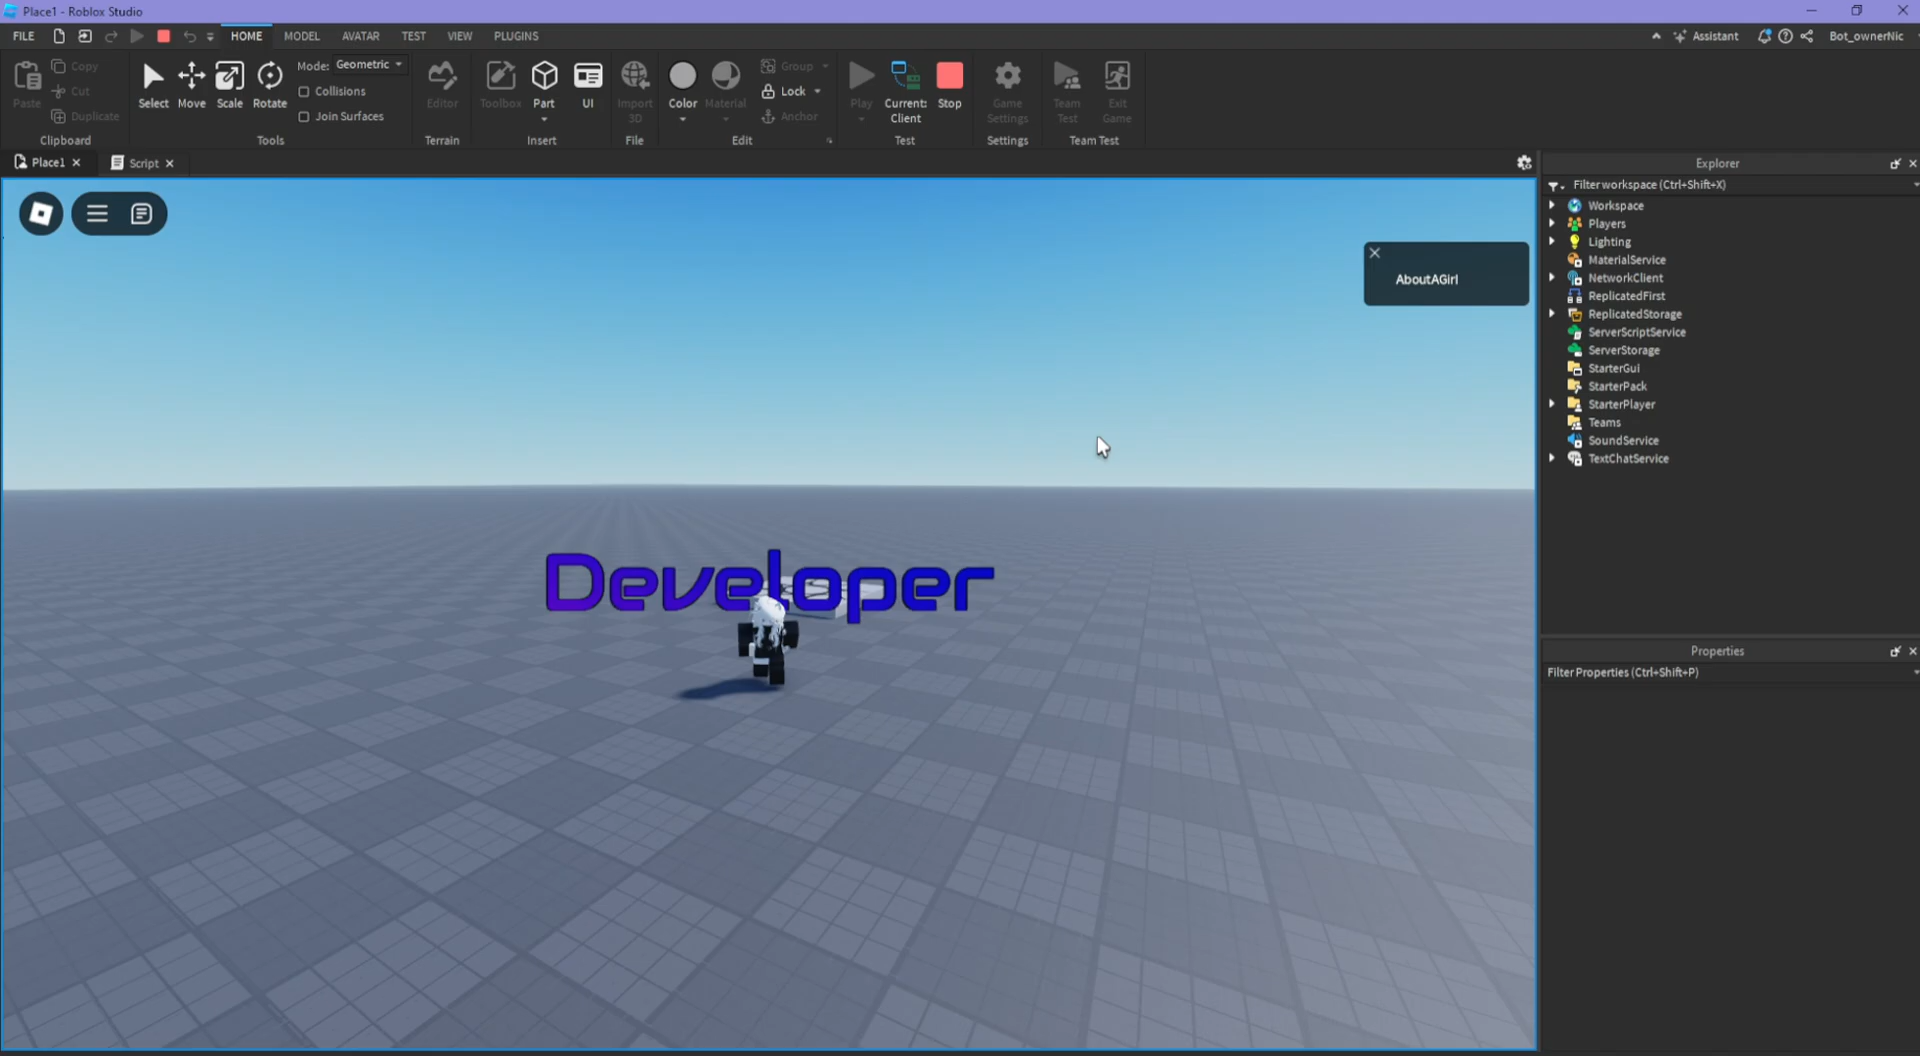 Place1 - Roblox Studio
FILE HOME MODEL AVATAR TEST VIEW PLUGINS Assistant Bot_ownerNic
Paste Copy Cut Duplicate Clipboard
Select Move Scale Rotate Mode: Geometric Collisions Join Surfaces Tools
Editor Terrain
Toolbox Part UI Insert
Import 3D File
Color Material Group Lock Anchor Edit
Play Current: Client Stop Test
Game Settings Settings
Team Test Exit Game Team Test
Place1 Script
AboutAGirl
Developer
Explorer
Filter workspace (Ctrl+Shift+X)
Workspace
Players
Lighting
MaterialService
NetworkClient
ReplicatedFirst
ReplicatedStorage
ServerScriptService
ServerStorage
StarterGui
StarterPack
StarterPlayer
Teams
SoundService
TextChatService
Properties
Filter Properties (Ctrl+Shift+P)